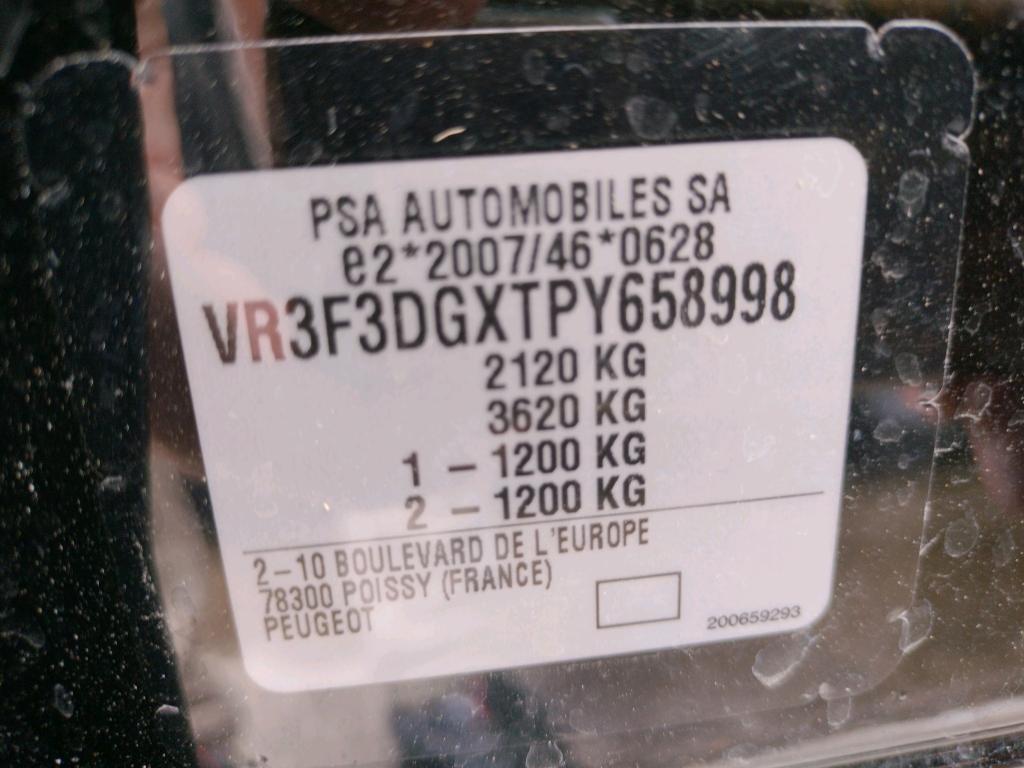 PSA AUTOMOBILES SA
e2*2007/46*0628
VR3F3DGXTPY658998
2120 KG
3620 KG
1 – 1200 KG
2 – 1200 KG
2–10 BOULEVARD DE L'EUROPE
78300 POISSY (FRANCE)
PEUGEOT
200659293